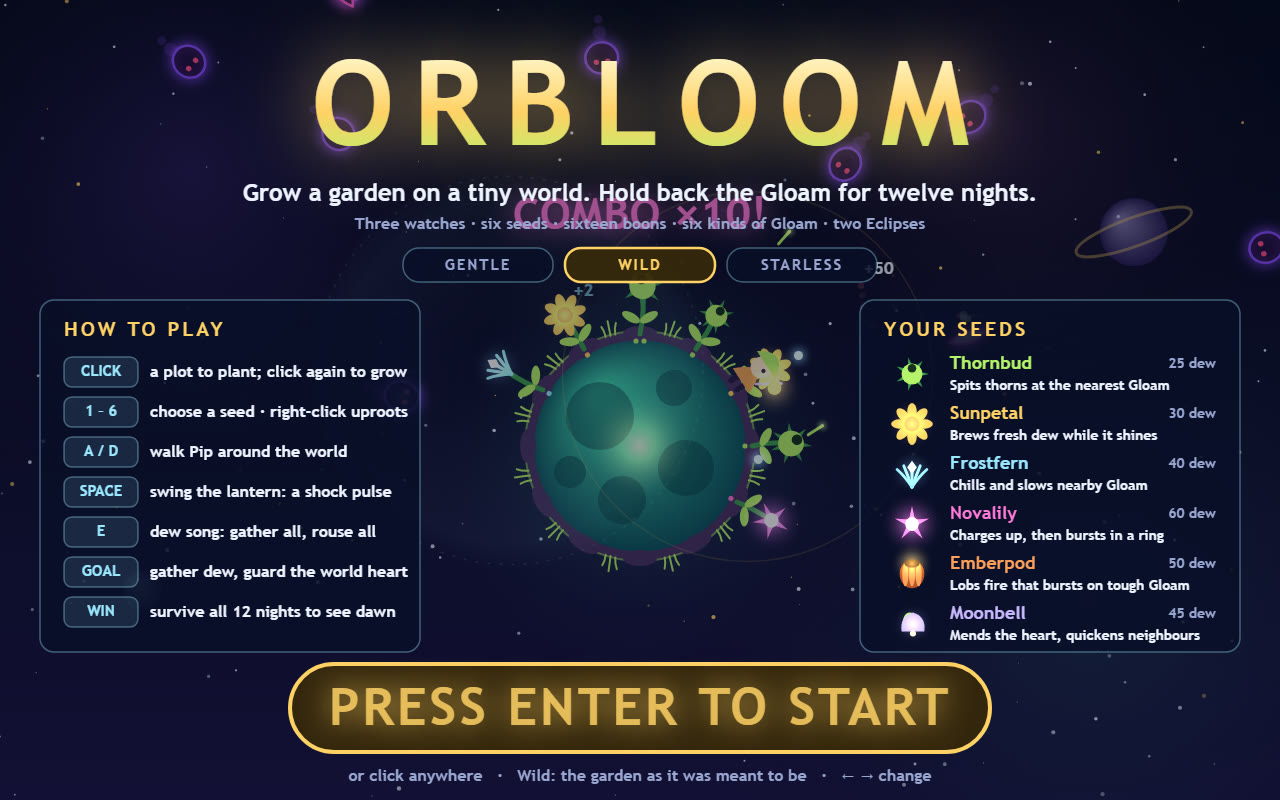 ORBLOOM
Grow a garden on a tiny world. Hold back the Gloam for twelve nights.
COMBO ×10!
Three watches · six seeds · sixteen boons · six kinds of Gloam · two Eclipses
GENTLE
WILD
STARLESS
+50
+2
HOW TO PLAY
CLICK a plot to plant; click again to grow
1 - 6 choose a seed · right-click uproots
A / D walk Pip around the world
SPACE swing the lantern: a shock pulse
E dew song: gather all, rouse all
GOAL gather dew, guard the world heart
WIN survive all 12 nights to see dawn
YOUR SEEDS
Thornbud 25 dew
Spits thorns at the nearest Gloam
Sunpetal 30 dew
Brews fresh dew while it shines
Frostfern 40 dew
Chills and slows nearby Gloam
Novalily 60 dew
Charges up, then bursts in a ring
Emberpod 50 dew
Lobs fire that bursts on tough Gloam
Moonbell 45 dew
Mends the heart, quickens neighbours
PRESS ENTER TO START
or click anywhere · Wild: the garden as it was meant to be · ← → change